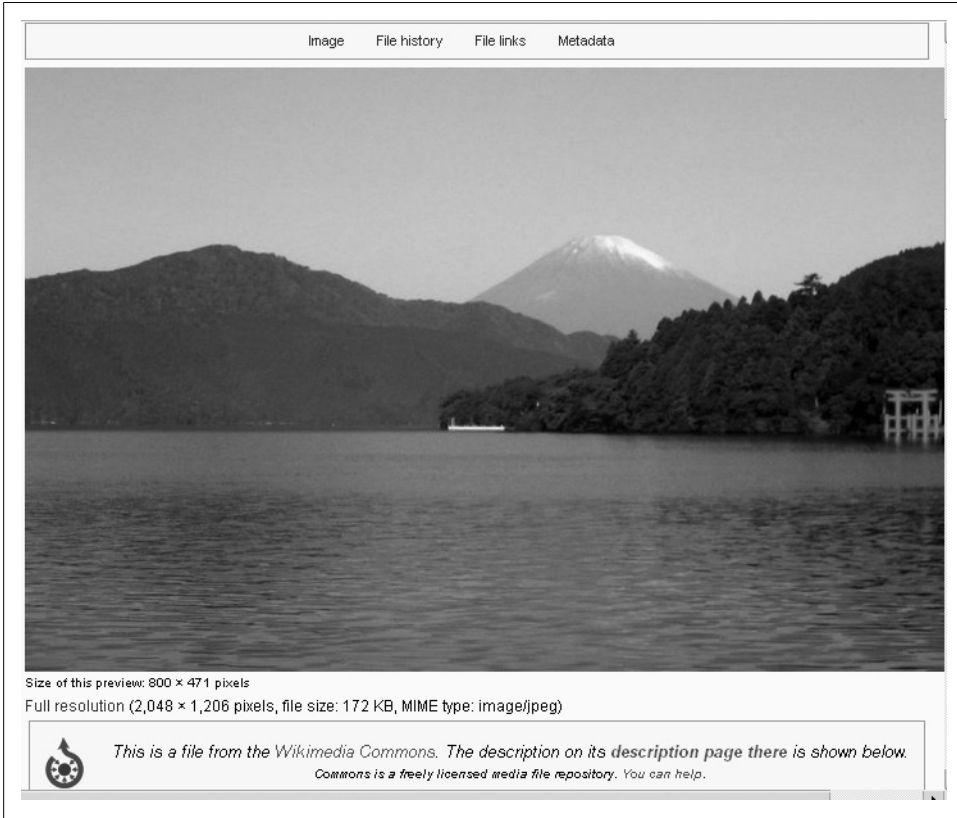 Image File history File links Metadata
Size of this preview: 800 × 471 pixels
Full resolution (2,048 × 1,206 pixels, file size: 172 KB, MIME type: image/jpeg)
This is a file from the Wikimedia Commons. The description on its description page there is shown below.
Commons is a freely licensed media file repository. You can help.